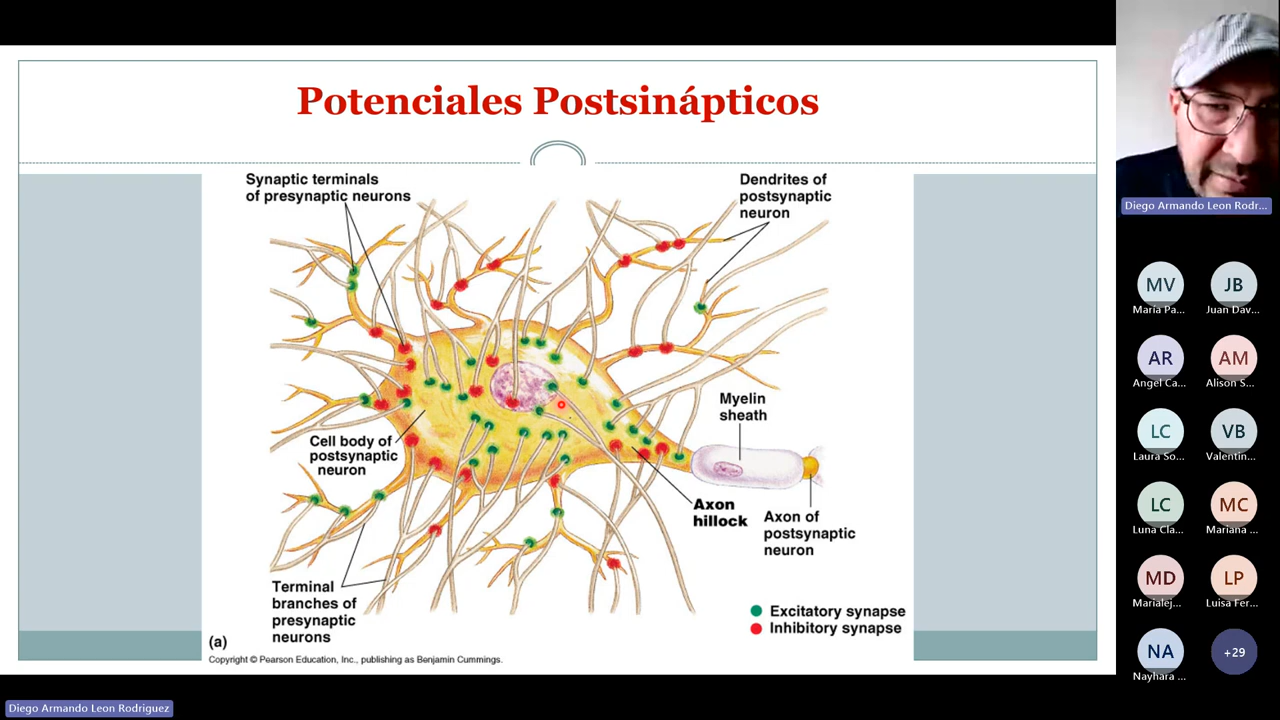 Potenciales Postsinápticos
Synaptic terminals
of presynaptic neurons
Dendrites of
postsynaptic
neuron
Myelin
sheath
Cell body of
postsynaptic
neuron
Axon
hillock
Axon of
postsynaptic
neuron
Terminal
branches of
presynaptic
neurons
Excitatory synapse
Inhibitory synapse
(a)
Copyright © Pearson Education, Inc., publishing as Benjamin Cummings.
Diego Armando Leon Rodr...
MV
María Pa...
JB
Juan Dav...
AR
Angel Ca...
AM
Alison S...
LC
Laura So...
VB
Valentin...
LC
Luna Cla...
MC
Mariana ...
MD
Marialej...
LP
Luisa Fer...
NA
Nayhara ...
+29
Diego Armando Leon Rodriguez